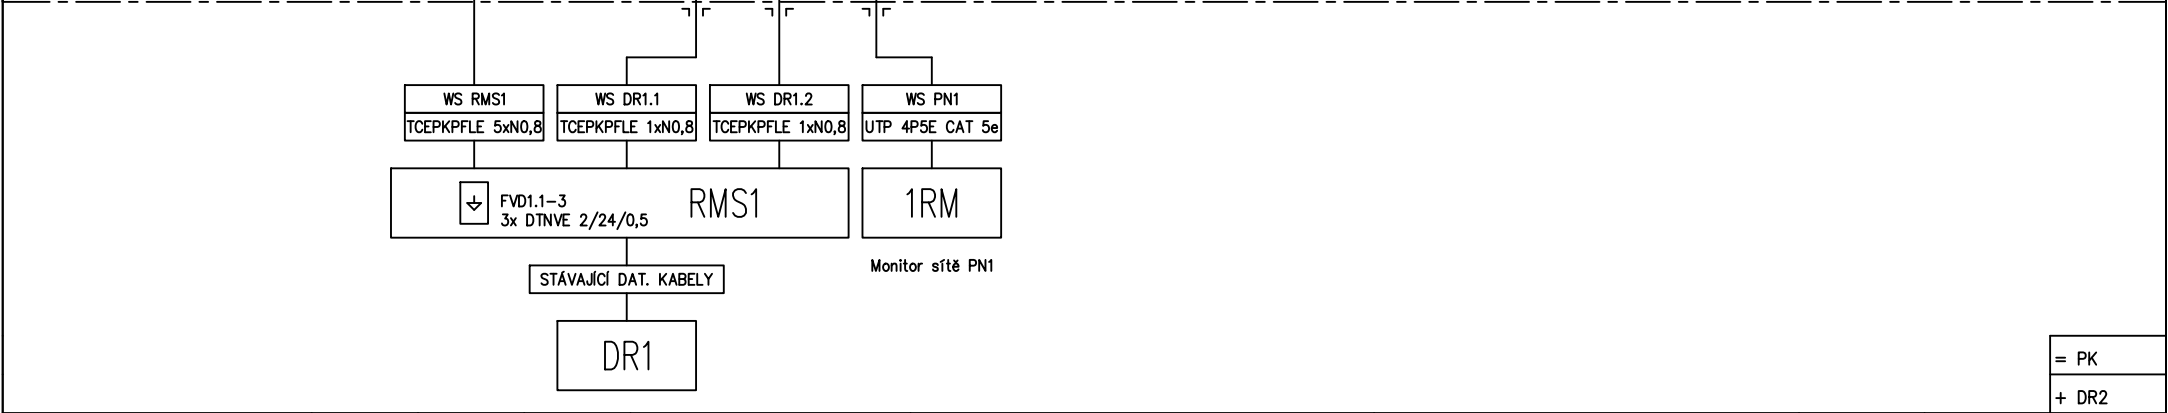 WS RMS1
TCEPKPFLE 5xN0,8
WS DR1.1
TCEPKPFLE 1xN0,8
WS DR1.2
TCEPKPFLE 1xN0,8
WS PN1
UTP 4P5E CAT 5e
FVD1.1-3
3x DTNVE 2/24/0,5
RMS1
1RM
Monitor sítě PN1
STÁVAJÍCÍ DAT. KABELY
DR1
= PK
+ DR2